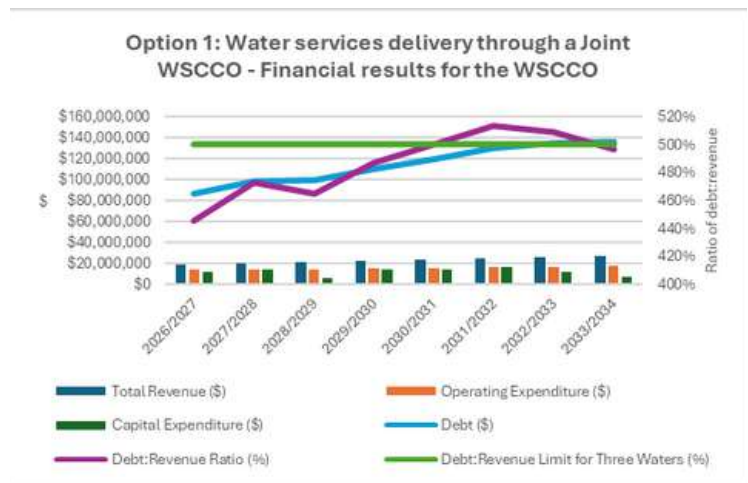 Option 1: Water services delivery through a Joint
WSCCO - Financial results for the WSCCO
$160,000,000
$140,000,000
$120,000,000
$100,000,000
$80,000,000
$60,000,000
$40,000,000
$20,000,000
$0
$
520%
500%
480%
460%
440%
420%
400%
Ratio of debt:revenue
2026/2027
2027/2028
2028/2029
2029/2030
2030/2031
2031/2032
2032/2033
2033/2034
Total Revenue ($)
Operating Expenditure ($)
Capital Expenditure ($)
Debt ($)
Debt:Revenue Ratio (%)
Debt:Revenue Limit for Three Waters (%)